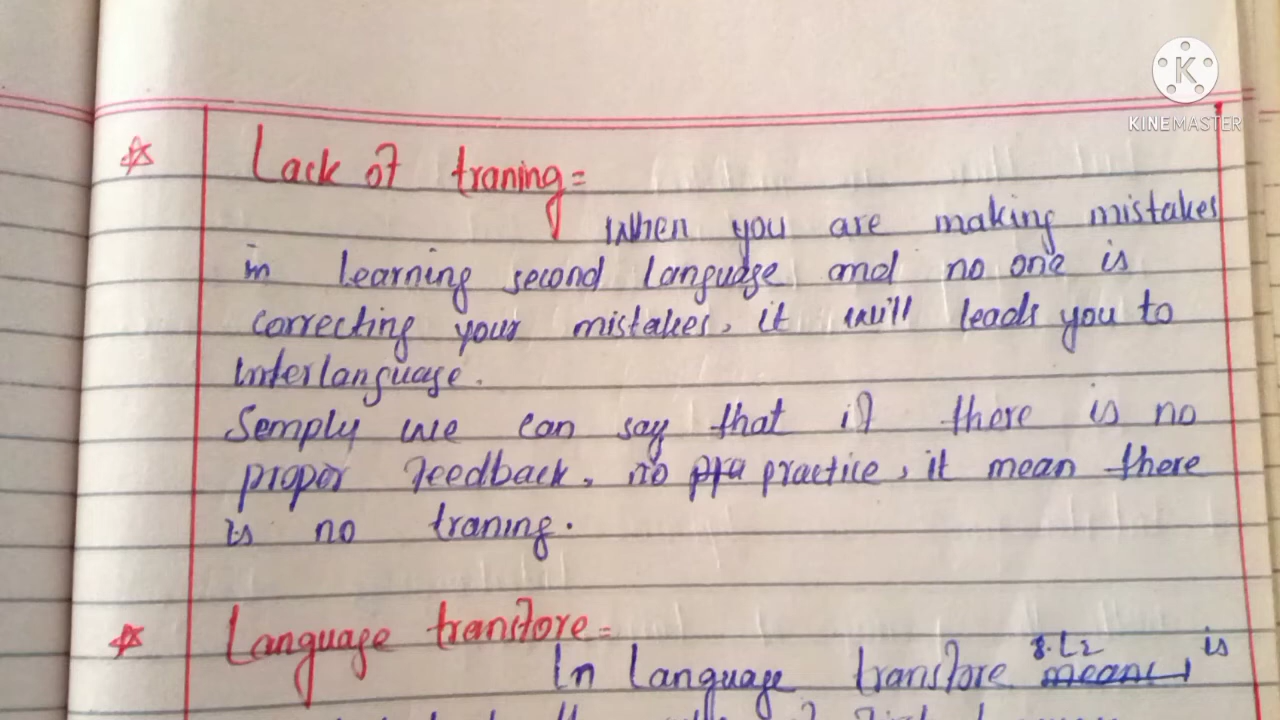 KINEMASTER
☆ Lack of traning=
When you are making mistakes
in learning second language and no one is
correcting your mistakes, it will leads you to
interlanguage.
Semply we can say that if there is no
proper feedback, no pra practice, it mean there
is no traning.
☆ Language transfore=
In language transfore means is